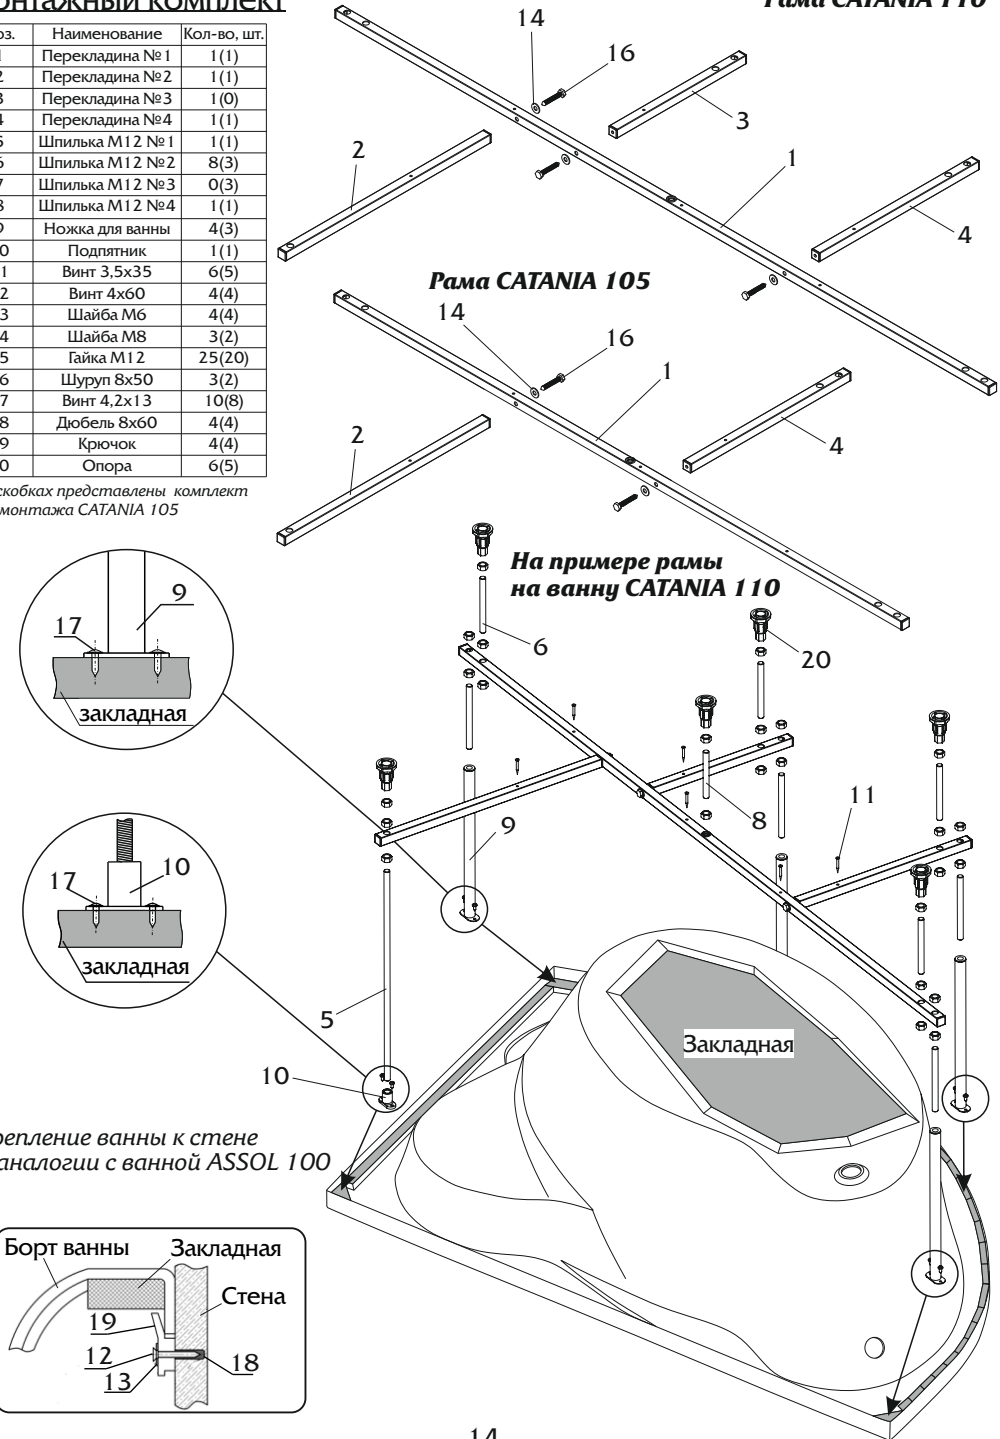 онтажный комплект
Рама CATANIA 110
оз. Наименование Кол-во, шт.
1 Перекладина №1 1(1)
2 Перекладина №2 1(1)
3 Перекладина №3 1(0)
4 Перекладина №4 1(1)
5 Шпилька М12 №1 1(1)
6 Шпилька М12 №2 8(3)
7 Шпилька М12 №3 0(3)
8 Шпилька М12 №4 1(1)
9 Ножка для ванны 4(3)
0 Подпятник 1(1)
1 Винт 3,5х35 6(5)
2 Винт 4х60 4(4)
3 Шайба М6 4(4)
4 Шайба М8 3(2)
5 Гайка М12 25(20)
6 Шуруп 8х50 3(2)
7 Винт 4,2х13 10(8)
8 Дюбель 8х60 4(4)
9 Крючок 4(4)
0 Опора 6(5)
скобках представлены комплект
монтажа CATANIA 105
14
16
3
2
1
4
Рама CATANIA 105
14
16
1
2
4
На примере рамы
на ванну CATANIA 110
9
17
закладная
6
20
8
11
9
17
10
закладная
5
10
Закладная
репление ванны к стене
аналогии с ванной ASSOL 100
Борт ванны
Закладная
Стена
19
12
13
18
14